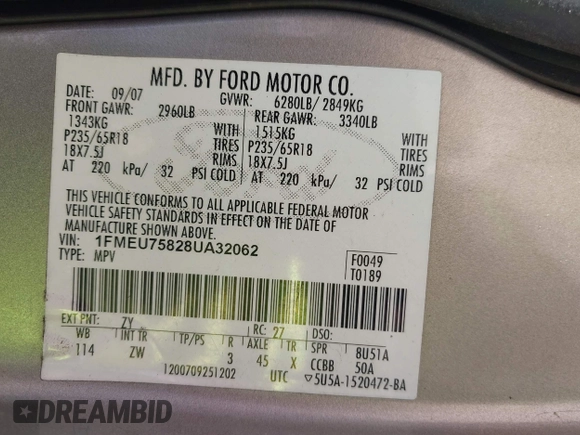 MFD. BY FORD MOTOR CO.
DATE: 09/07 GVWR: 6280LB/ 2849KG
FRONT GAWR: 2960LB REAR GAWR: 3340LB
1343KG WITH 1515KG WITH
P235/65R18 TIRES P235/65R18 TIRES
18X7.5J RIMS 18X7.5J RIMS
AT 220 kPa/ 32 PSI COLD AT 220 kPa/ 32 PSI COLD
THIS VEHICLE CONFORMS TO ALL APPLICABLE FEDERAL MOTOR
VEHICLE SAFETY STANDARDS IN EFFECT ON THE DATE OF
MANUFACTURE SHOWN ABOVE.
VIN: 1FMEU75828UA32062
TYPE: MPV
F0049
T0189
EXT PNT: ZY RC: 27 DSO:
WB INT TR TP/PS R AXLE TR SPR 8U51A
114 ZW 3 45 X CCBB 50A
1200709251202 UTC ▽5U5A-1520472-BA
Ford
DREAMBID